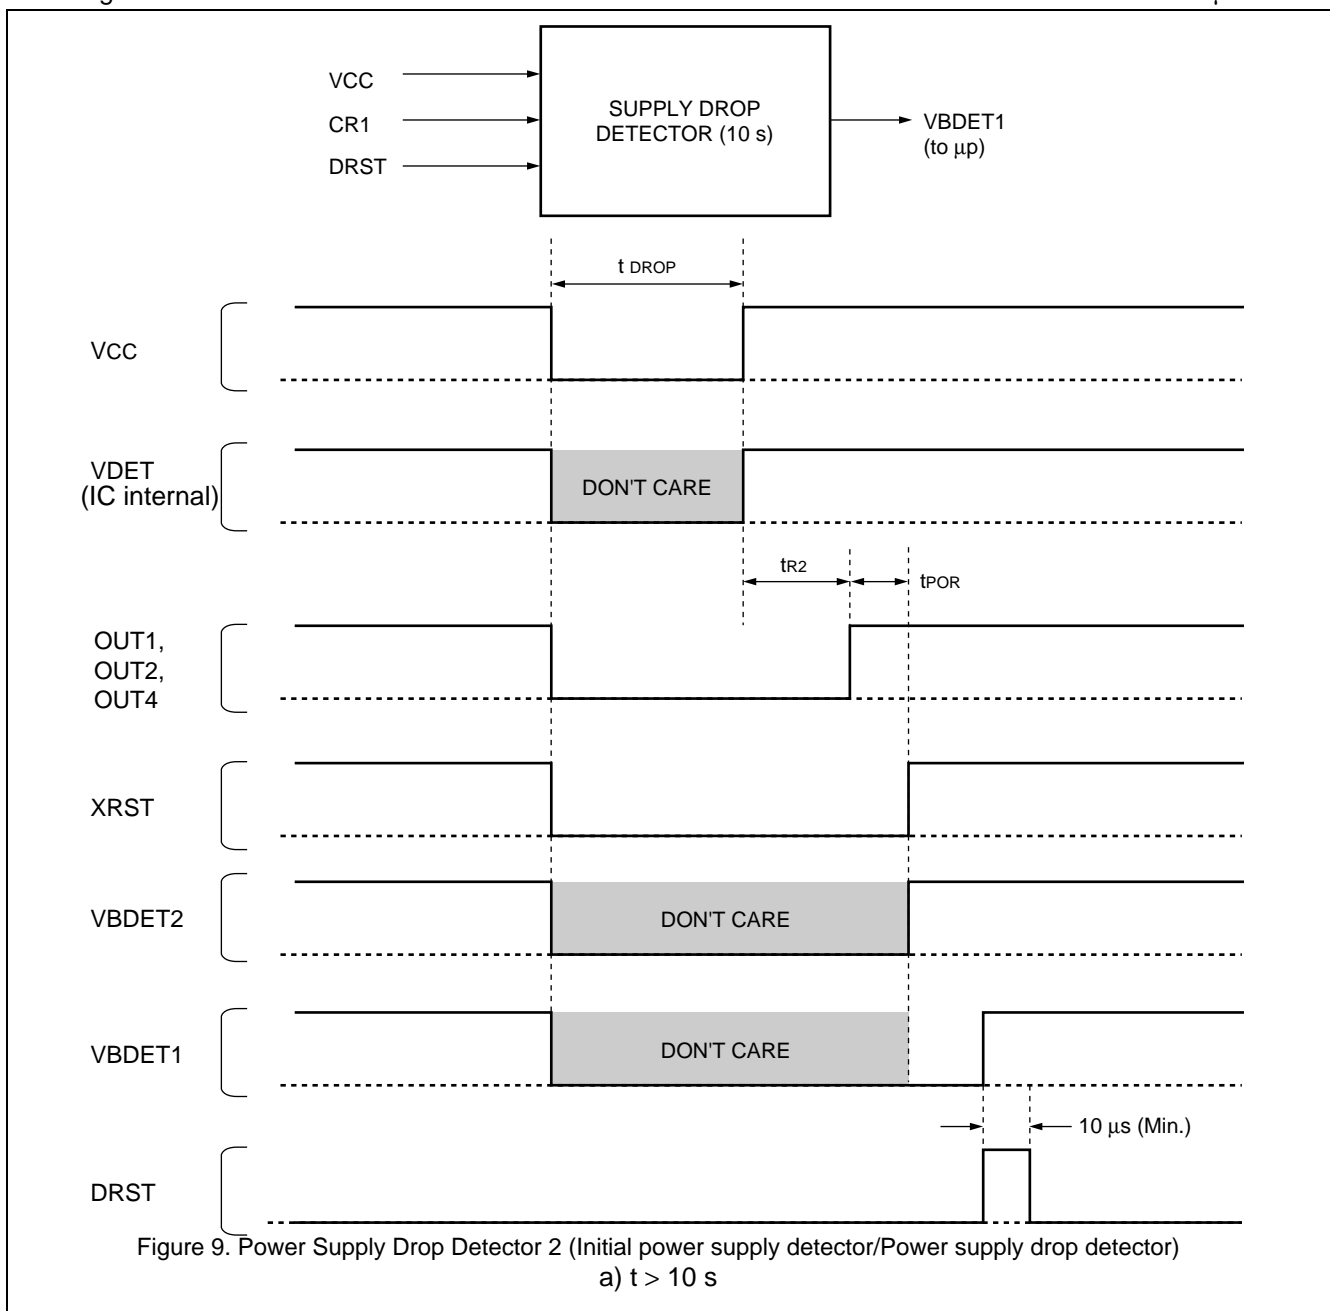 VCC
CR1
DRST
SUPPLY DROP
DETECTOR (10 s)
VBDET1
(to μp)
t DROP
VCC
VDET
(IC internal)
DON'T CARE
tR2
tPOR
OUT1,
OUT2,
OUT4
XRST
VBDET2
DON'T CARE
VBDET1
DON'T CARE
10 μs (Min.)
DRST
Figure 9. Power Supply Drop Detector 2 (Initial power supply detector/Power supply drop detector)
a) t > 10 s